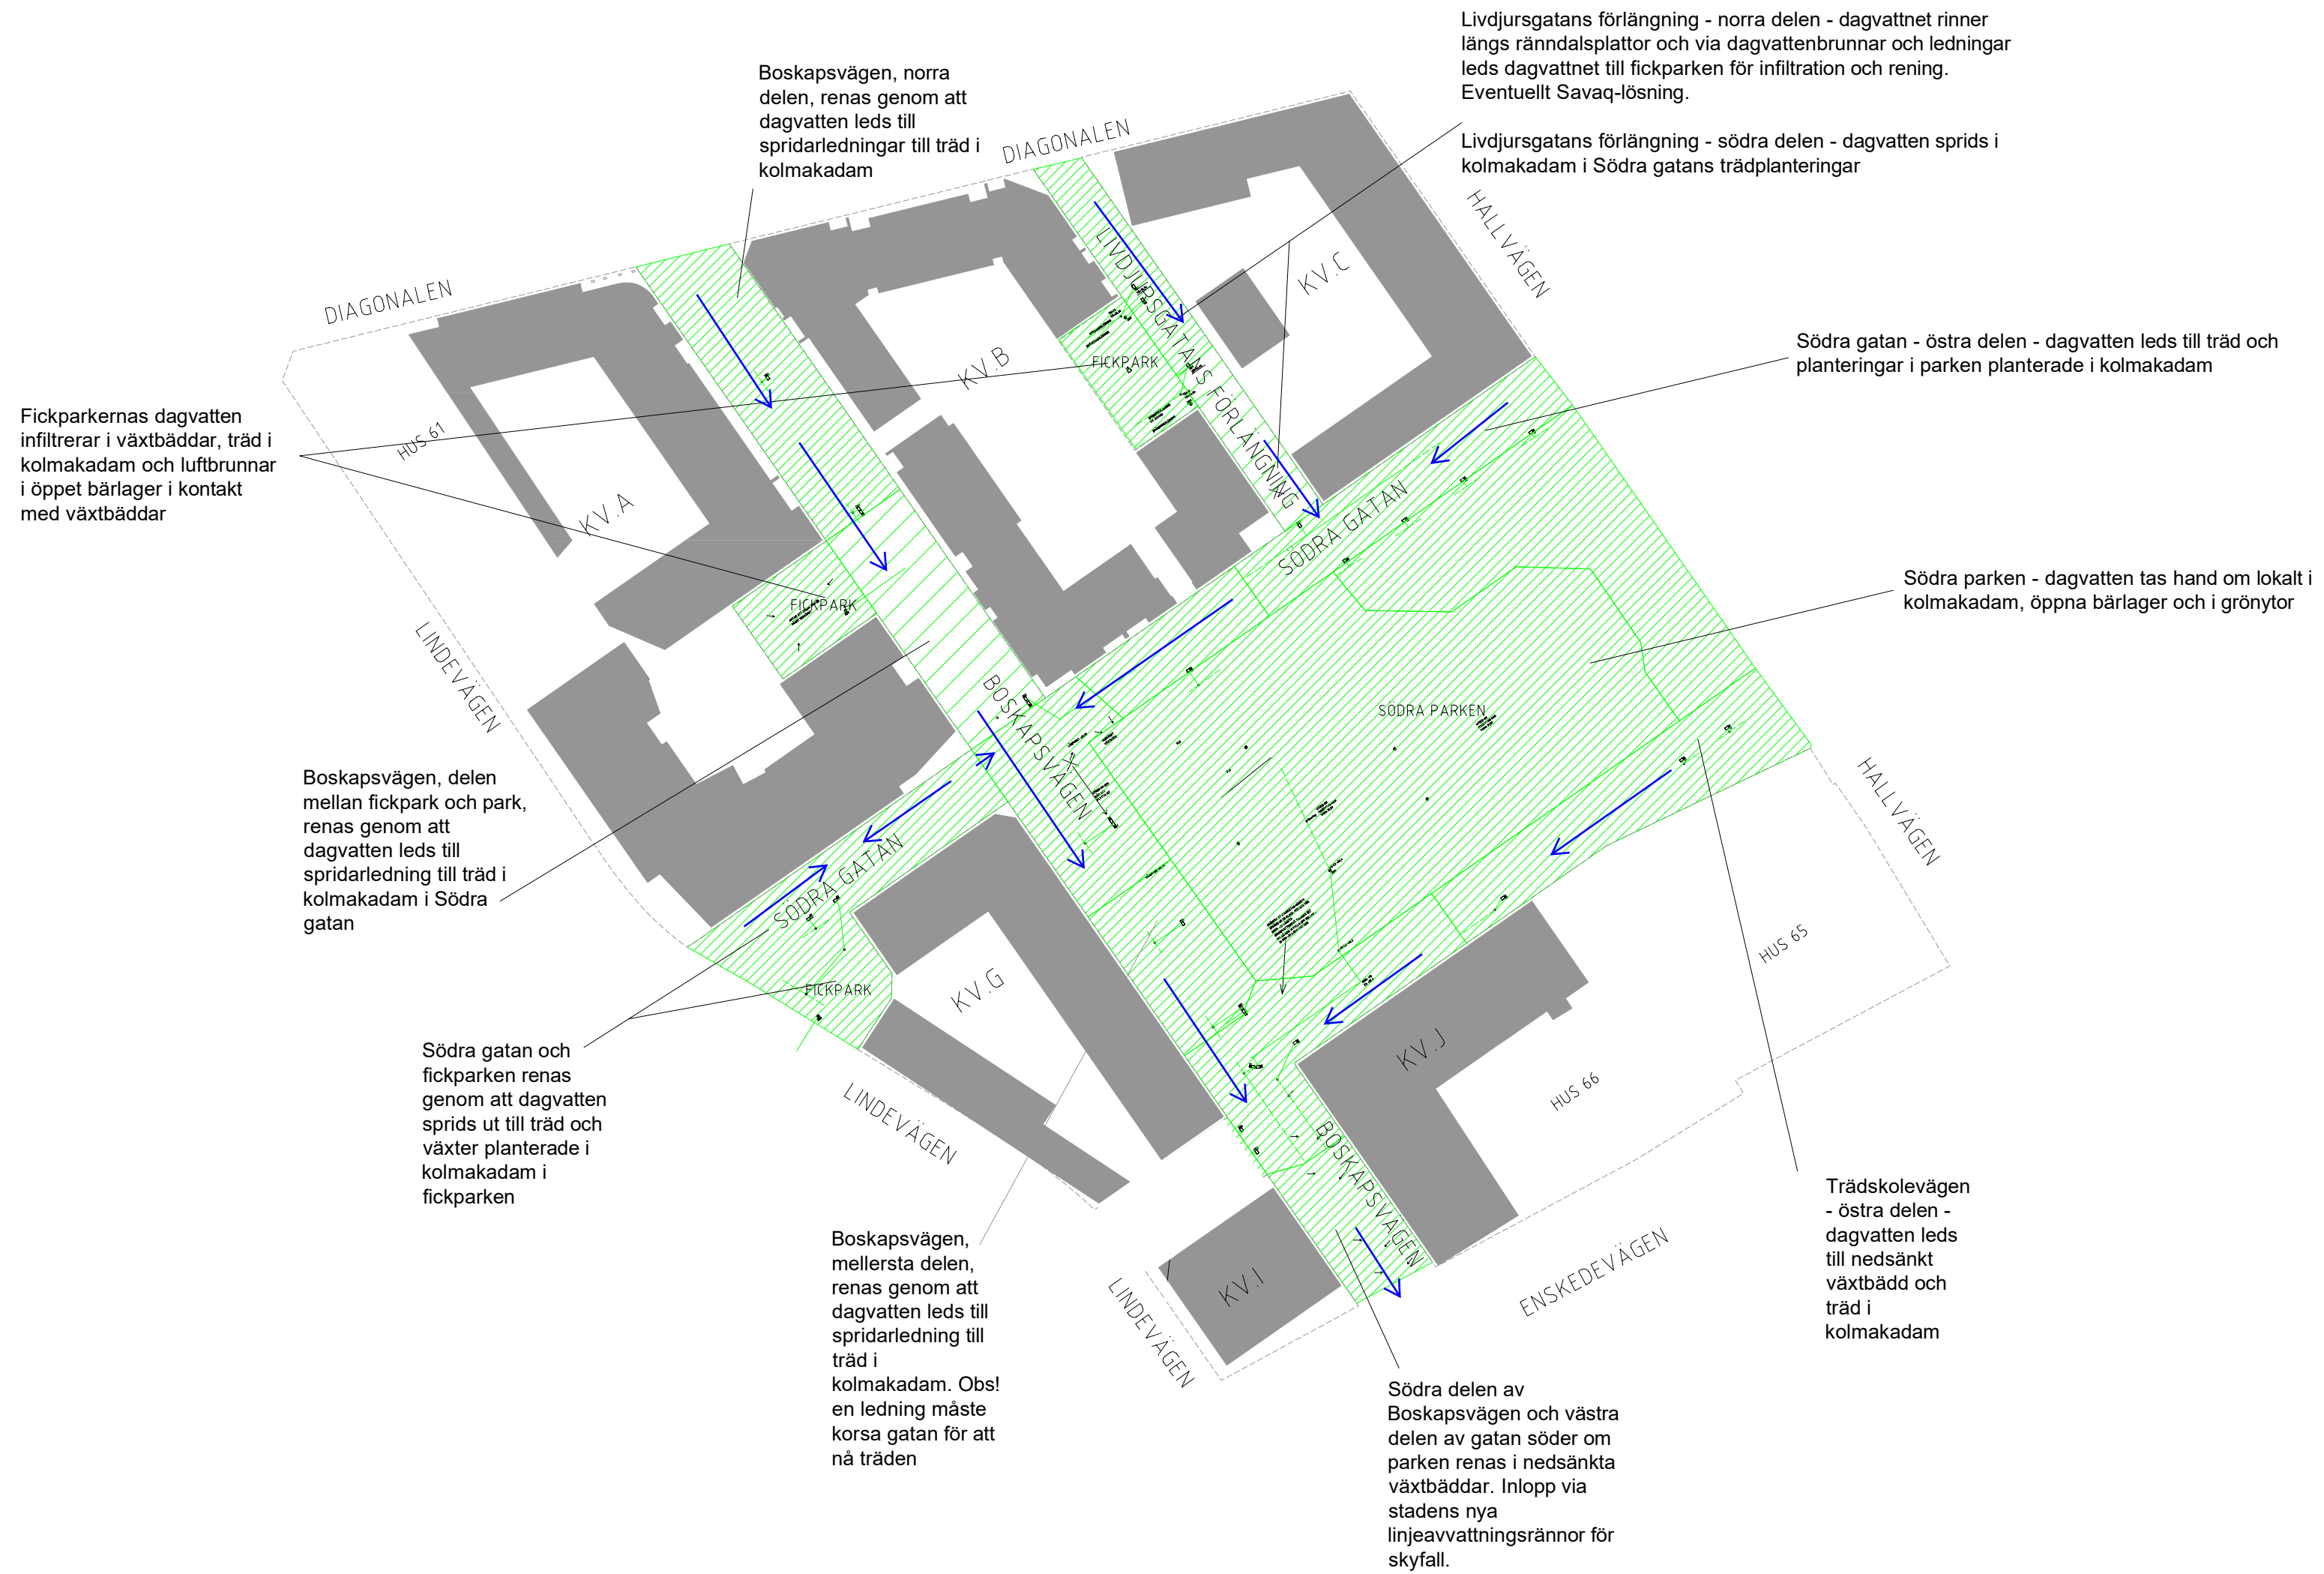 Livdjursgatans förlängning - norra delen - dagvattnet rinner
längs ränndalsplattor och via dagvattenbrunnar och ledningar
leds dagvattnet till fickparken för infiltration och rening.
Eventuellt Savaq-lösning.
Livdjursgatans förlängning - södra delen - dagvatten sprids i
kolmakadam i Södra gatans trädplanteringar
Boskapsvägen, norra
delen, renas genom att
dagvatten leds till
spridarledningar till träd i
kolmakadam
DIAGONALEN
DIAGONALEN
HALLVÄGEN
LIVDJURSGATANS FÖRLÄNGNING
KV.C
KV.B
FICKPARK
Södra gatan - östra delen - dagvatten leds till träd och
planteringar i parken planterade i kolmakadam
Fickparkernas dagvatten
infiltrerar i växtbäddar, träd i
kolmakadam och luftbrunnar
i öppet bärlager i kontakt
med växtbäddar
HUS 61
KV.A
SÖDRA GATAN
FICKPARK
Södra parken - dagvatten tas hand om lokalt i
kolmakadam, öppna bärlager och i grönytor
LINDEVÄGEN
BOSKAPSVÄGEN
SÖDRA PARKEN
HALLVÄGEN
Boskapsvägen, delen
mellan fickpark och park,
renas genom att
dagvatten leds till
spridarledning till träd i
kolmakadam i Södra
gatan
SÖDRA GATAN
FICKPARK
KV.G
HUS 65
Södra gatan och
fickparken renas
genom att dagvatten
sprids ut till träd och
växter planterade i
kolmakadam i
fickparken
LINDEVÄGEN
KV.J
HUS 66
BOSKAPSVÄGEN
Boskapsvägen,
mellersta delen,
renas genom att
dagvatten leds till
spridarledning till
träd i
kolmakadam. Obs!
en ledning måste
korsa gatan för att
nå träden
Trädskolevägen
- östra delen -
dagvatten leds
till nedsänkt
växtbädd och
träd i
kolmakadam
KV.I
LINDEVÄGEN
ENSKEDEVÄGEN
Södra delen av
Boskapsvägen och västra
delen av gatan söder om
parken renas i nedsänkta
växtbäddar. Inlopp via
stadens nya
linjeavvattningsrännor för
skyfall.